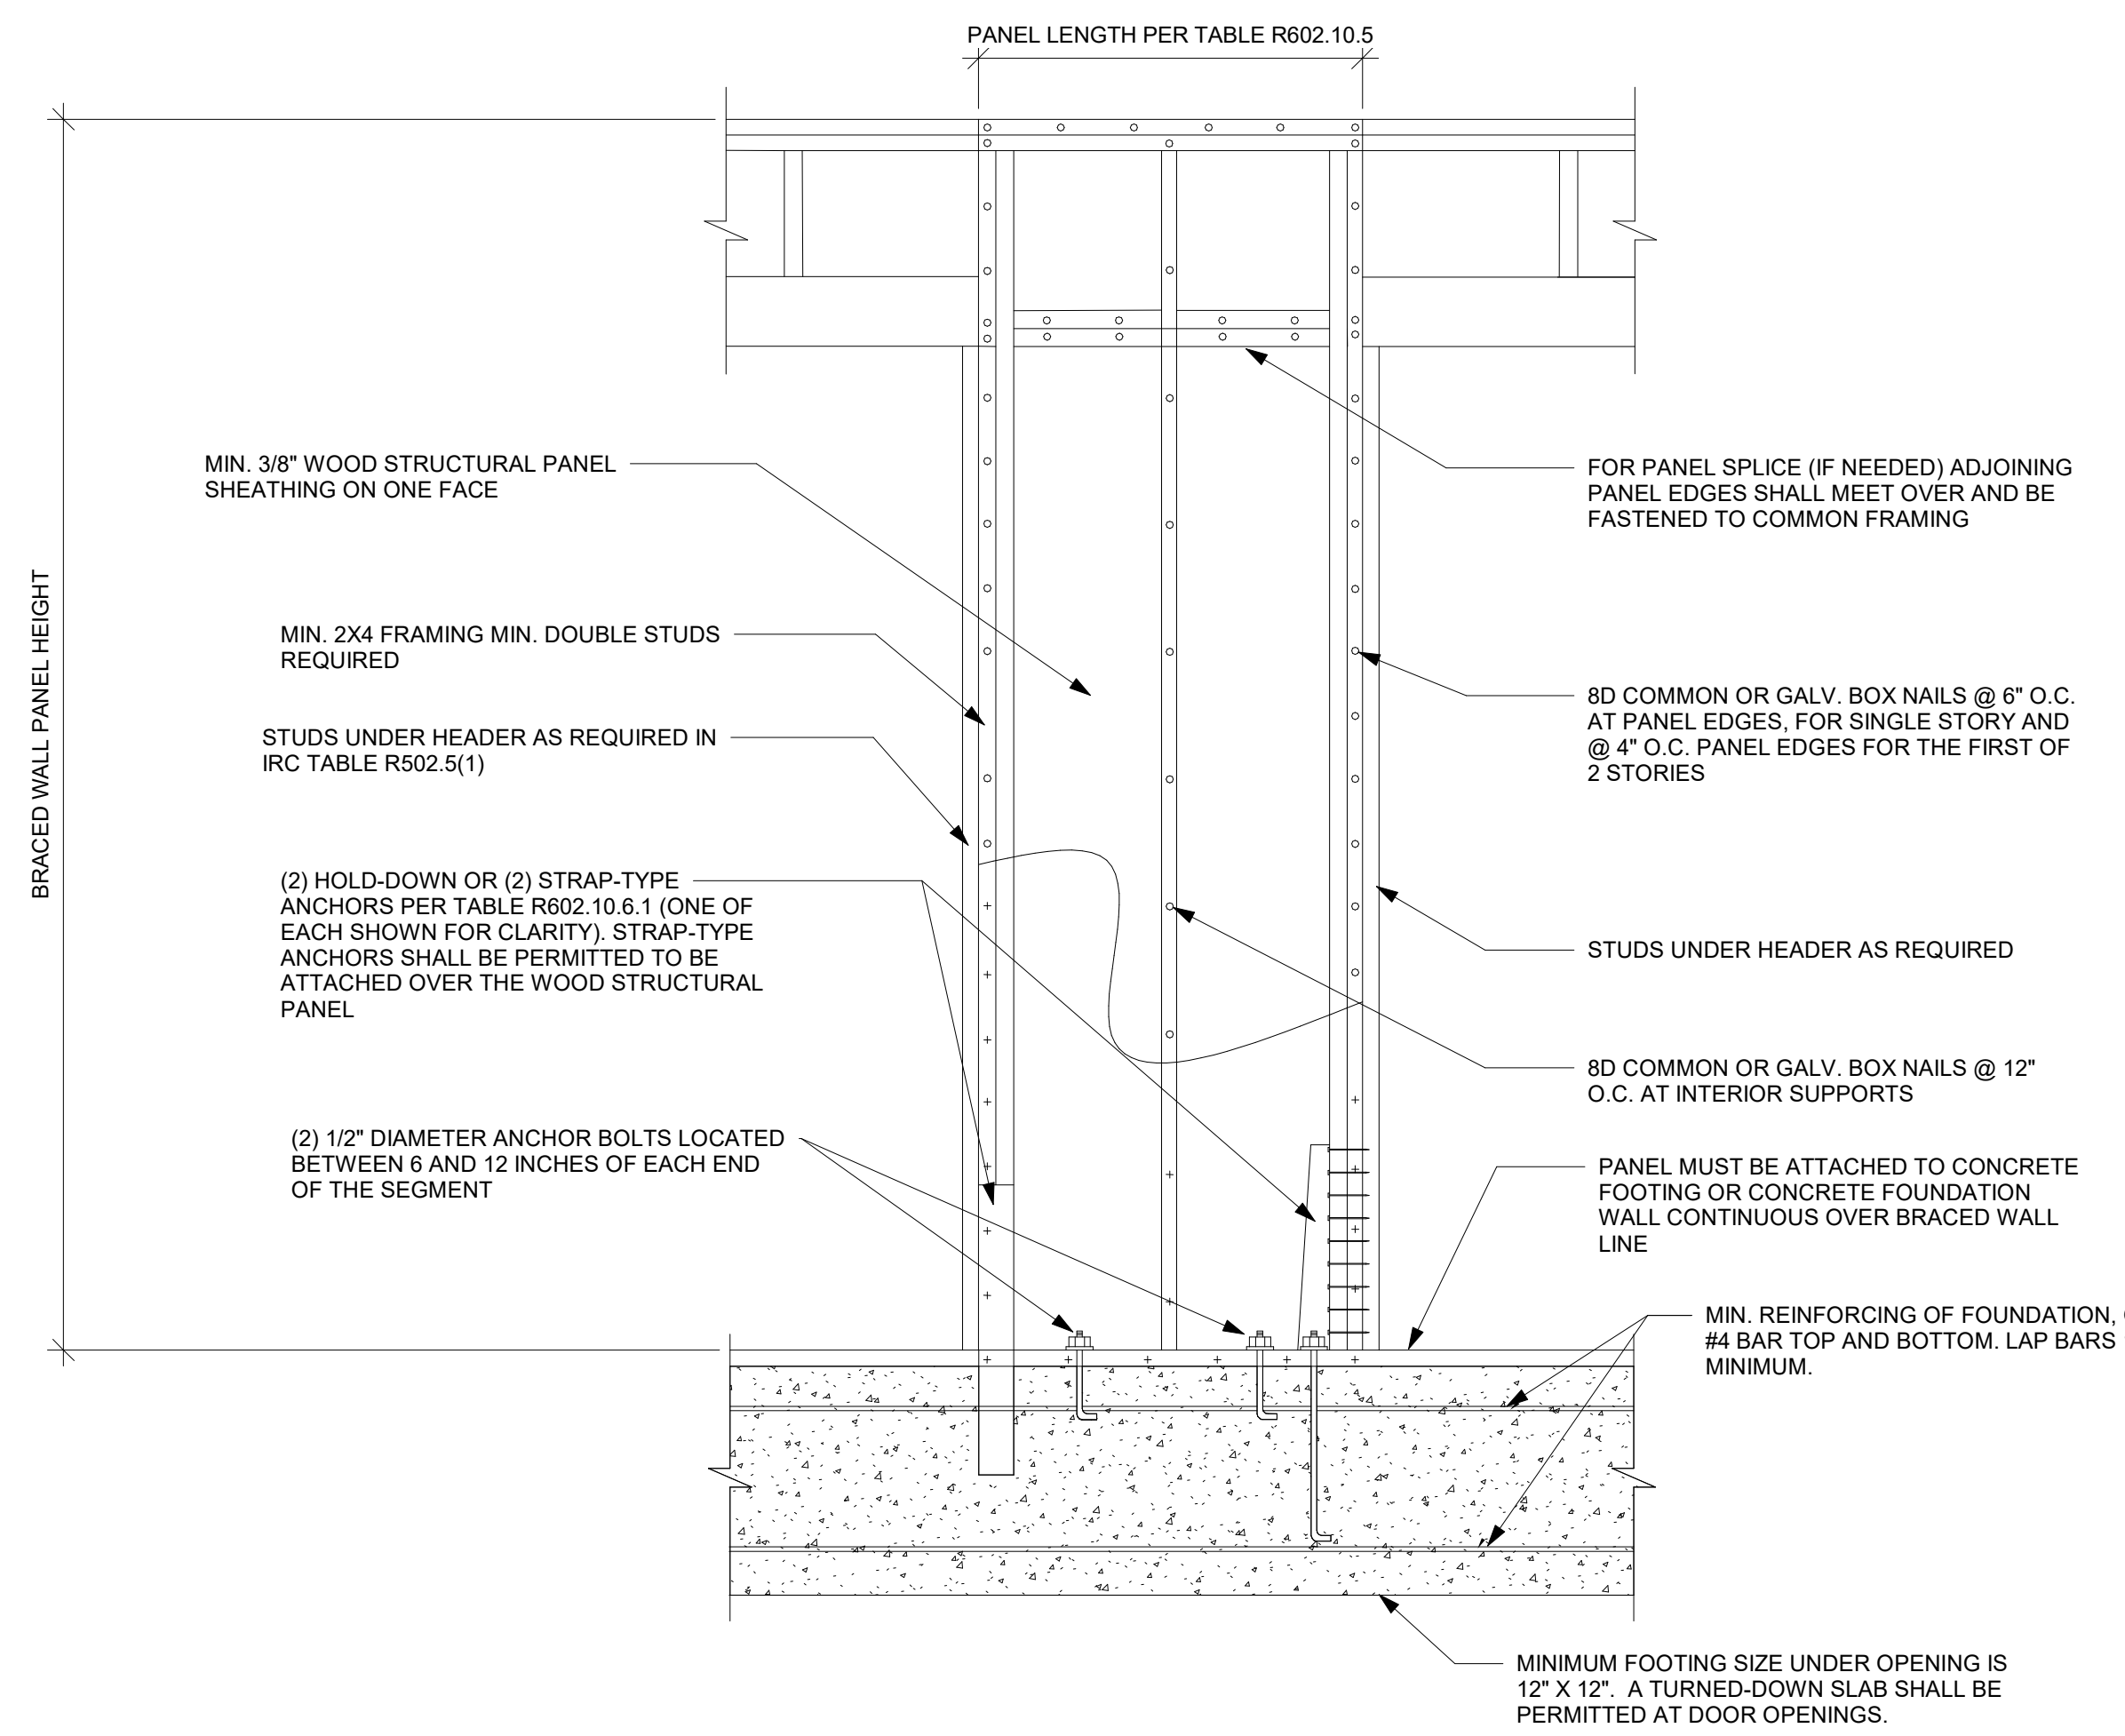 PANEL LENGTH PER TABLE R602.10.5
BRACED WALL PANEL HEIGHT
MIN. 3/8" WOOD STRUCTURAL PANEL
SHEATHING ON ONE FACE
MIN. 2X4 FRAMING MIN. DOUBLE STUDS
REQUIRED
STUDS UNDER HEADER AS REQUIRED IN
IRC TABLE R502.5(1)
(2) HOLD-DOWN OR (2) STRAP-TYPE
ANCHORS PER TABLE R602.10.6.1 (ONE OF
EACH SHOWN FOR CLARITY). STRAP-TYPE
ANCHORS SHALL BE PERMITTED TO BE
ATTACHED OVER THE WOOD STRUCTURAL
PANEL
(2) 1/2" DIAMETER ANCHOR BOLTS LOCATED
BETWEEN 6 AND 12 INCHES OF EACH END
OF THE SEGMENT
FOR PANEL SPLICE (IF NEEDED) ADJOINING
PANEL EDGES SHALL MEET OVER AND BE
FASTENED TO COMMON FRAMING
8D COMMON OR GALV. BOX NAILS @ 6" O.C.
AT PANEL EDGES, FOR SINGLE STORY AND
@ 4" O.C. PANEL EDGES FOR THE FIRST OF
2 STORIES
STUDS UNDER HEADER AS REQUIRED
8D COMMON OR GALV. BOX NAILS @ 12"
O.C. AT INTERIOR SUPPORTS
PANEL MUST BE ATTACHED TO CONCRETE
FOOTING OR CONCRETE FOUNDATION
WALL CONTINUOUS OVER BRACED WALL
LINE
MIN. REINFORCING OF FOUNDATION,
#4 BAR TOP AND BOTTOM. LAP BARS
MINIMUM.
MINIMUM FOOTING SIZE UNDER OPENING IS
12" X 12". A TURNED-DOWN SLAB SHALL BE
PERMITTED AT DOOR OPENINGS.